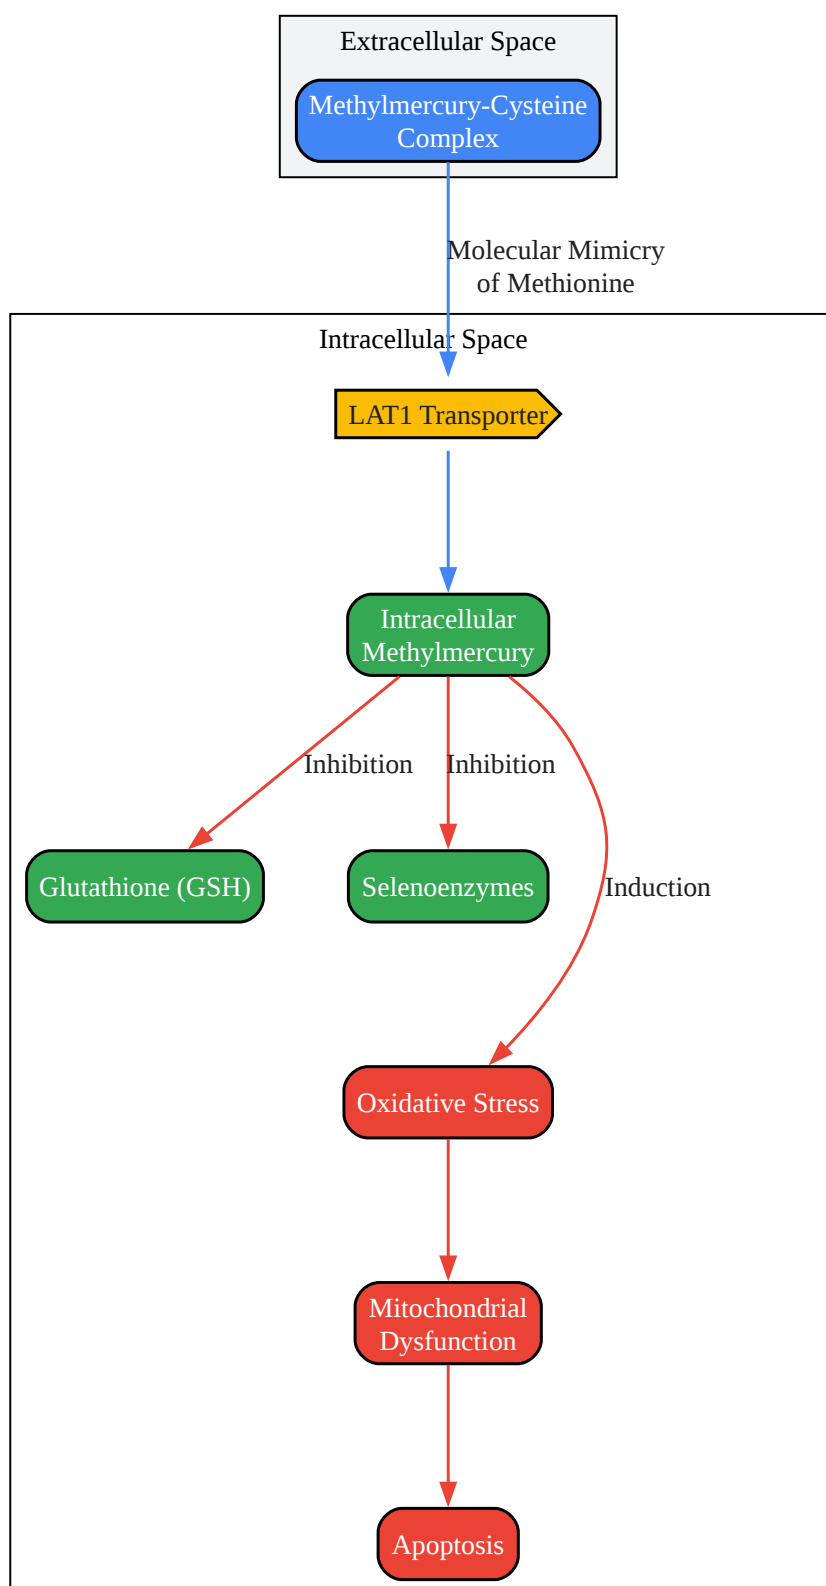 Extracellular Space
Methylmercury-Cysteine
Complex
Molecular Mimicry
of Methionine
Intracellular Space
LAT1 Transporter
Intracellular
Methylmercury
Inhibition
Inhibition
Glutathione (GSH)
Selenoenzymes
Induction
Oxidative Stress
Mitochondrial
Dysfunction
Apoptosis